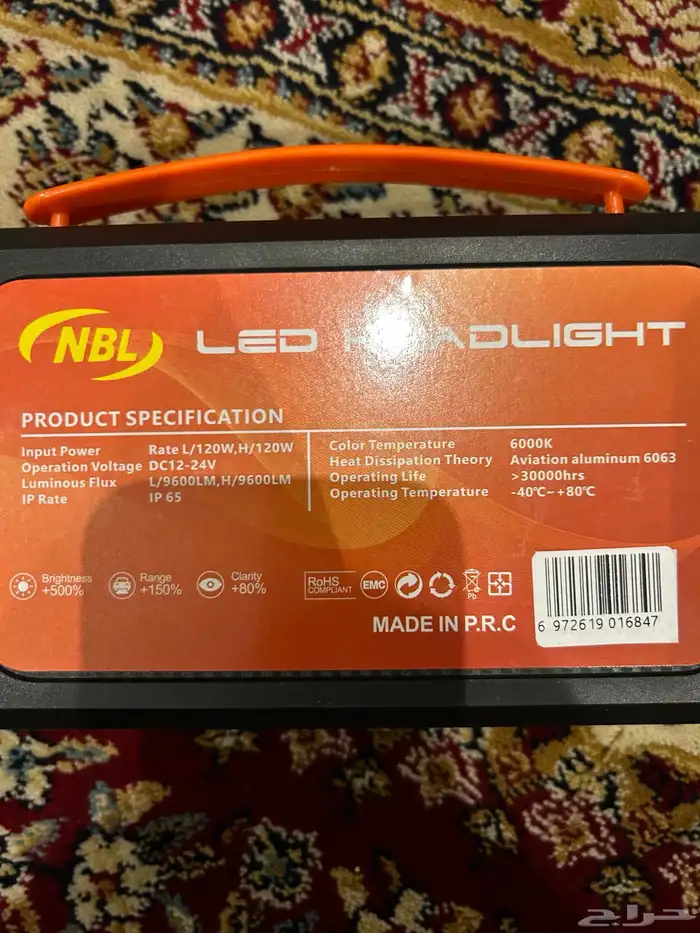 NBL LED HEADLIGHT
PRODUCT SPECIFICATION
Input Power Rate L/120W,H/120W
Operation Voltage DC12-24V
Luminous Flux L/9600LM,H/9600LM
IP Rate IP 65
Color Temperature 6000K
Heat Dissipation Theory Aviation aluminum 6063
Operating Life >30000hrs
Operating Temperature -40℃~+80℃
Brightness
+500%
Range
+150%
Clarity
+80%
RoHS
COMPLIANT
EMC
Pb
MADE IN P.R.C
6 972619 016847
حراج